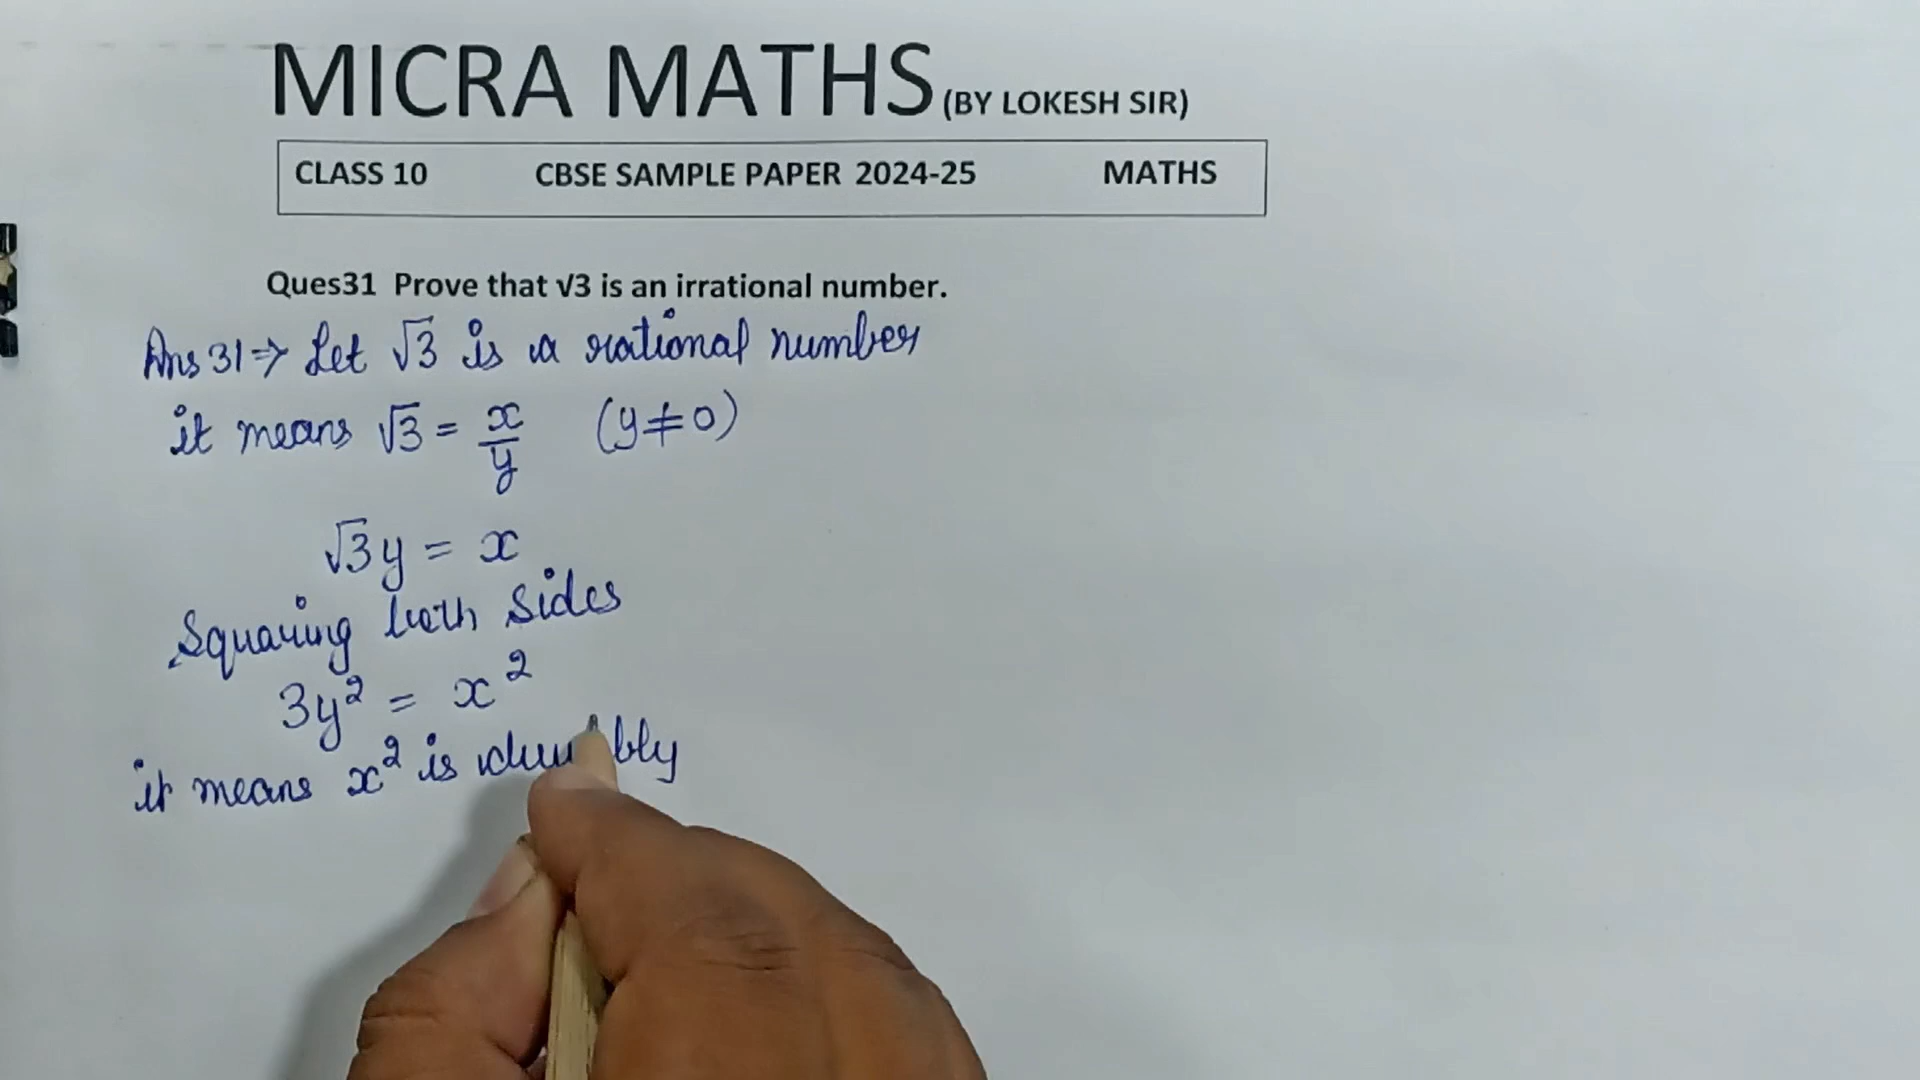 MICRA MATHS (BY LOKESH SIR)
CLASS 10 CBSE SAMPLE PAPER 2024-25 MATHS
Ques31 Prove that √3 is an irrational number.
Ans 31 ⇒ Let √3 is a rational number
it means √3 = x/y (y ≠ 0)
√3y = x
Squaring both sides
3y² = x²
it means x² is